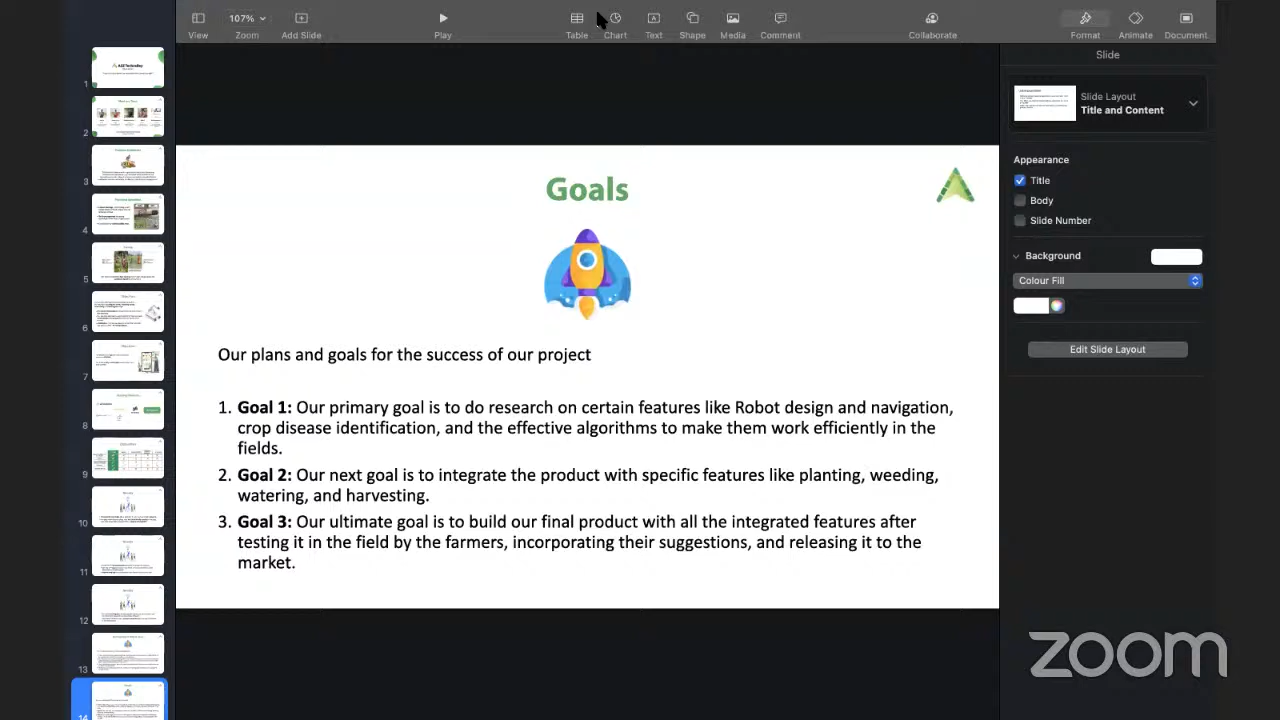 107%
View
Zoom
Add Slide
Play
Table
Chart
Text
Shape
Media
Comment
Collaborate
Format
Animate
Document
Slide
Slide Layout
Title and Content
Appearance
Title
Body
Slide Number
Background
Colour Fill
Edit Slide Layout
Goals
Our plans and goals for the success of our project
1. Goal 1: Our primary goal is to do research on certain features like Robot design and navigation,
crop disease identification, and the effective algorithms to make them work efficiently in the
fields.
2. Goal 2: Our next goal is to integrate the product with specific features like planting, weeding,
watering, and harvesting.
3. Goal 3: Our ultimate goal is to build our final product with all the integrated features after
testing it in the field by the farmers, incorporating their suggestions, and releasing it to the
market.
1
2
3
4
5
6
7
8
9
10
11
12
13
14
zoom